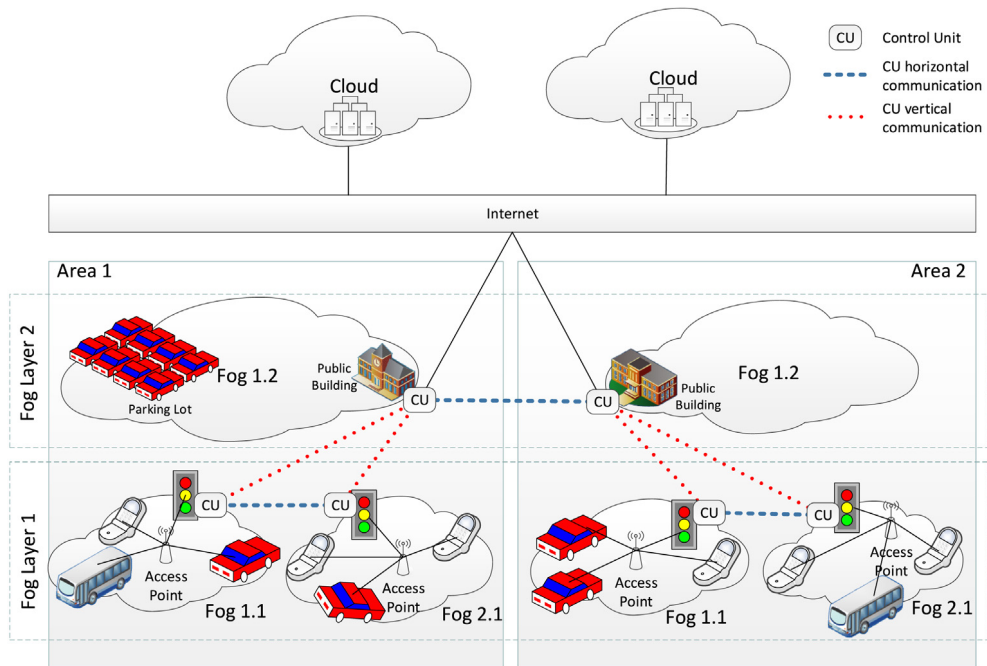 CU
Control Unit
CU horizontal
communication
CU vertical
communication
Cloud
Cloud
Internet
Area 1
Area 2
Fog Layer 2
Fog 1.2
Parking Lot
Public
Building
CU
CU
Public
Building
Fog 1.2
Fog Layer 1
CU
CU
Access
Point
Fog 1.1
Access
Point
Fog 2.1
CU
CU
Access
Point
Fog 1.1
Access
Point
Fog 2.1